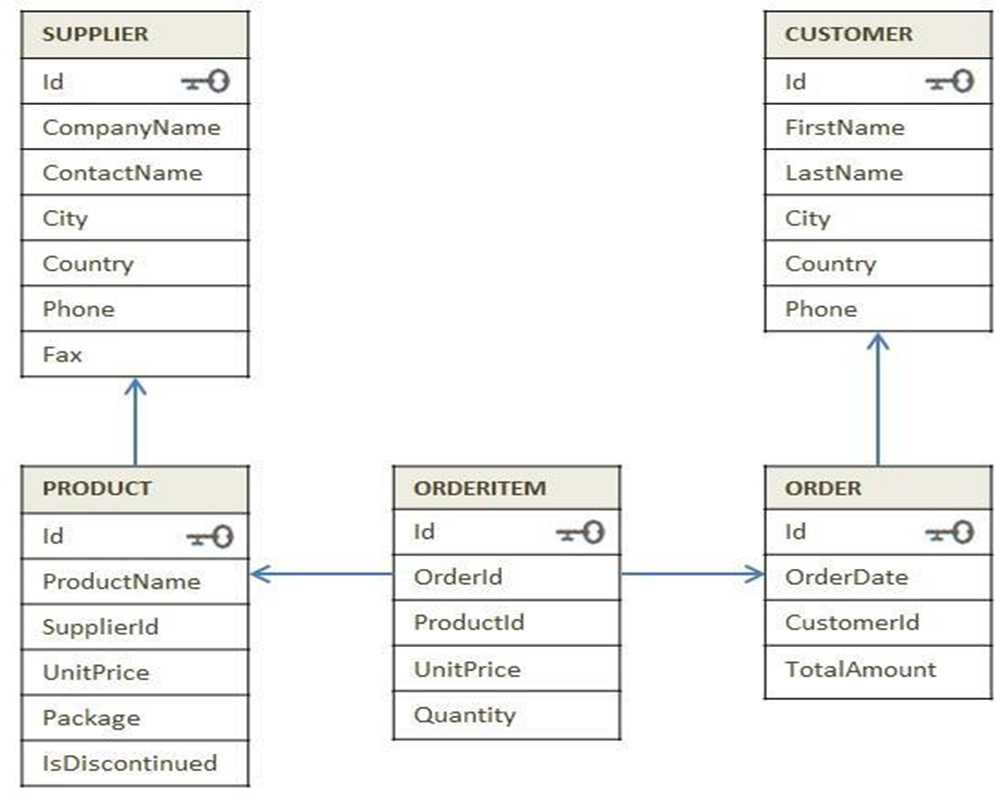 SUPPLIER
Id
CompanyName
ContactName
City
Country
Phone
Fax
CUSTOMER
Id
FirstName
LastName
City
Country
Phone
PRODUCT
Id
ProductName
SupplierId
UnitPrice
Package
IsDiscontinued
ORDERITEM
Id
OrderId
ProductId
UnitPrice
Quantity
ORDER
Id
OrderDate
CustomerId
TotalAmount